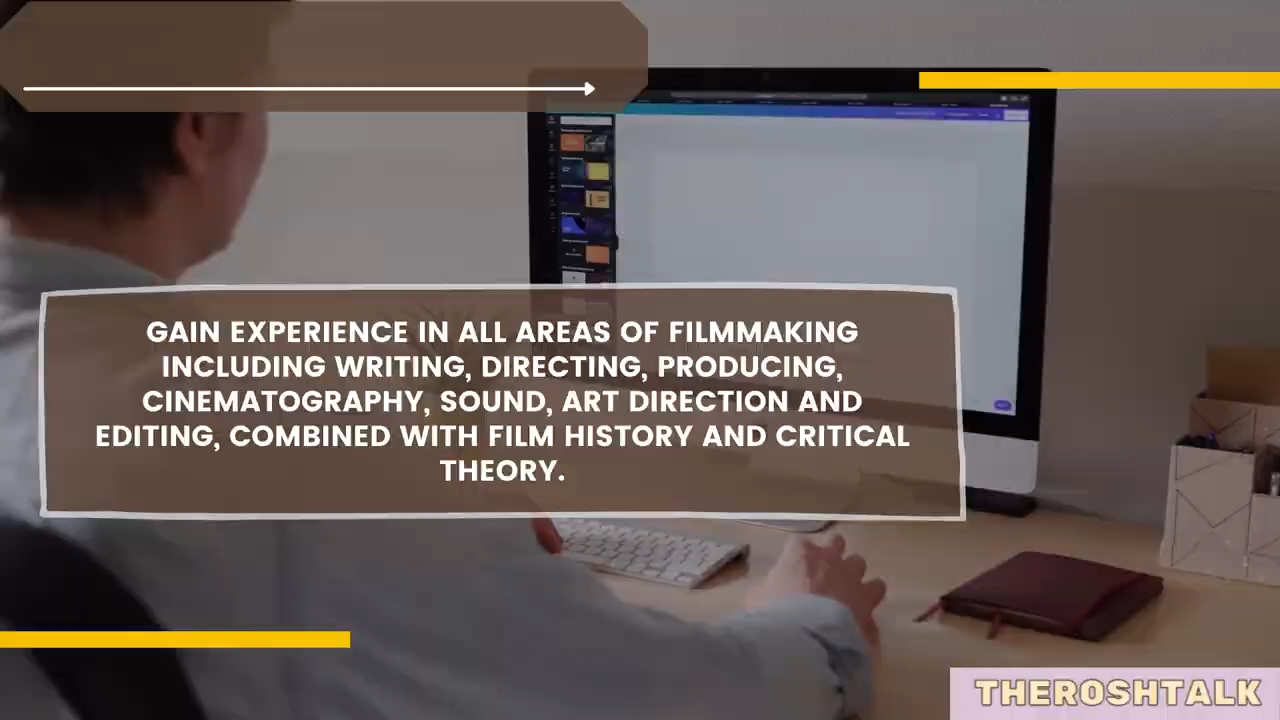 GAIN EXPERIENCE IN ALL AREAS OF FILMMAKING
INCLUDING WRITING, DIRECTING, PRODUCING,
CINEMATOGRAPHY, SOUND, ART DIRECTION AND
EDITING, COMBINED WITH FILM HISTORY AND CRITICAL
THEORY.
THEROSHTALK